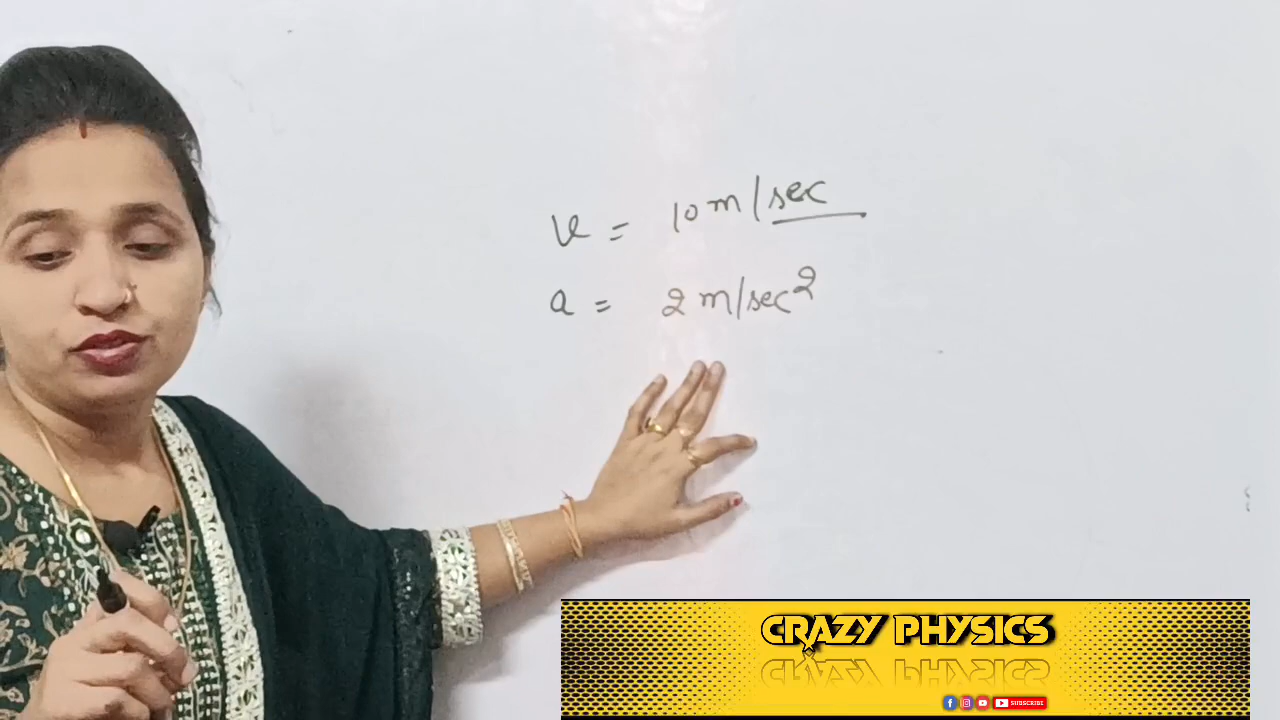 v = 10 m/sec
a = 2 m/sec²
CRAZY PHYSICS
SUBSCRIBE